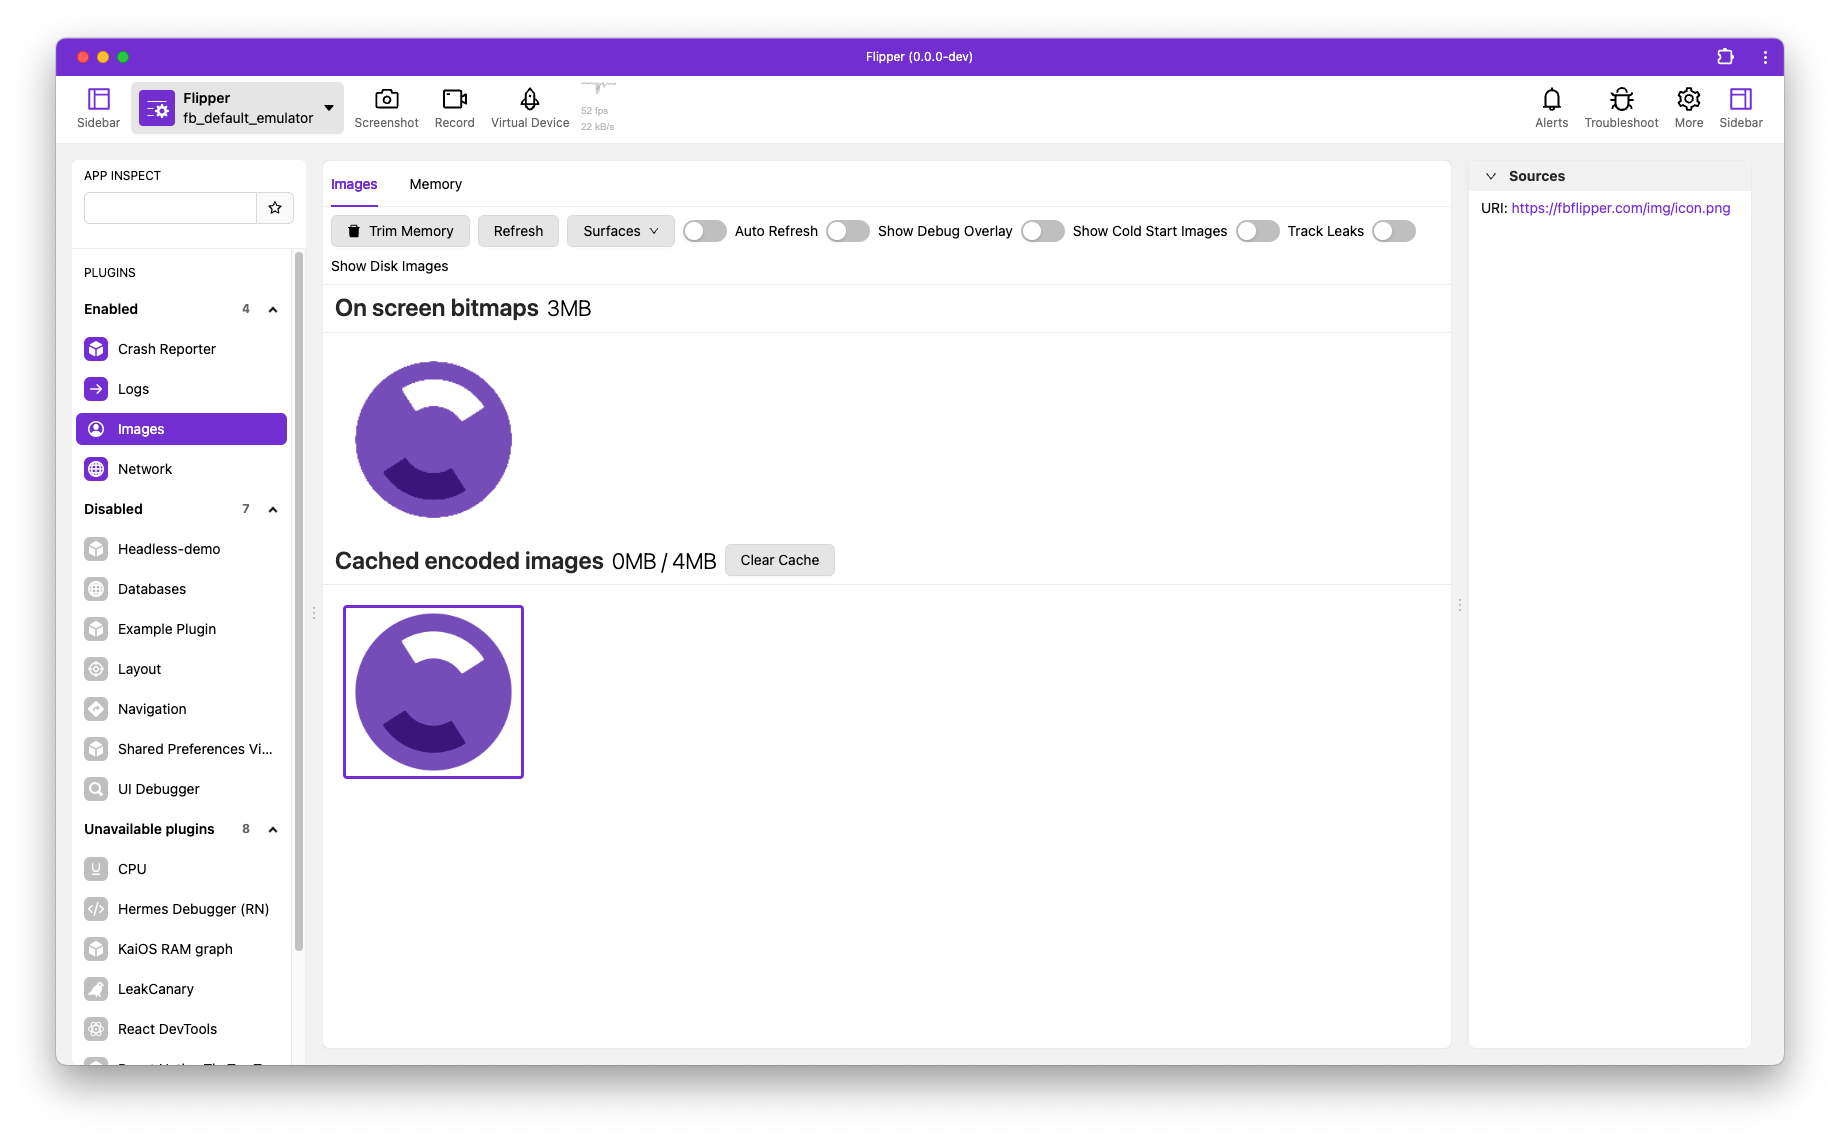 Flipper (0.0.0-dev)
Sidebar
Flipper
fb_default_emulator
Screenshot
Record
Virtual Device
52 fps
22 kB/s
Alerts
Troubleshoot
More
Sidebar
APP INSPECT
PLUGINS
Enabled 4
Crash Reporter
Logs
Images
Network
Disabled 7
Headless-demo
Databases
Example Plugin
Layout
Navigation
Shared Preferences Vi...
UI Debugger
Unavailable plugins 8
CPU
Hermes Debugger (RN)
KaiOS RAM graph
LeakCanary
React DevTools
Images Memory
Trim Memory Refresh Surfaces Auto Refresh Show Debug Overlay Show Cold Start Images Track Leaks
Show Disk Images
On screen bitmaps 3MB
Cached encoded images 0MB / 4MB Clear Cache
Sources
URI: https://fbflipper.com/img/icon.png